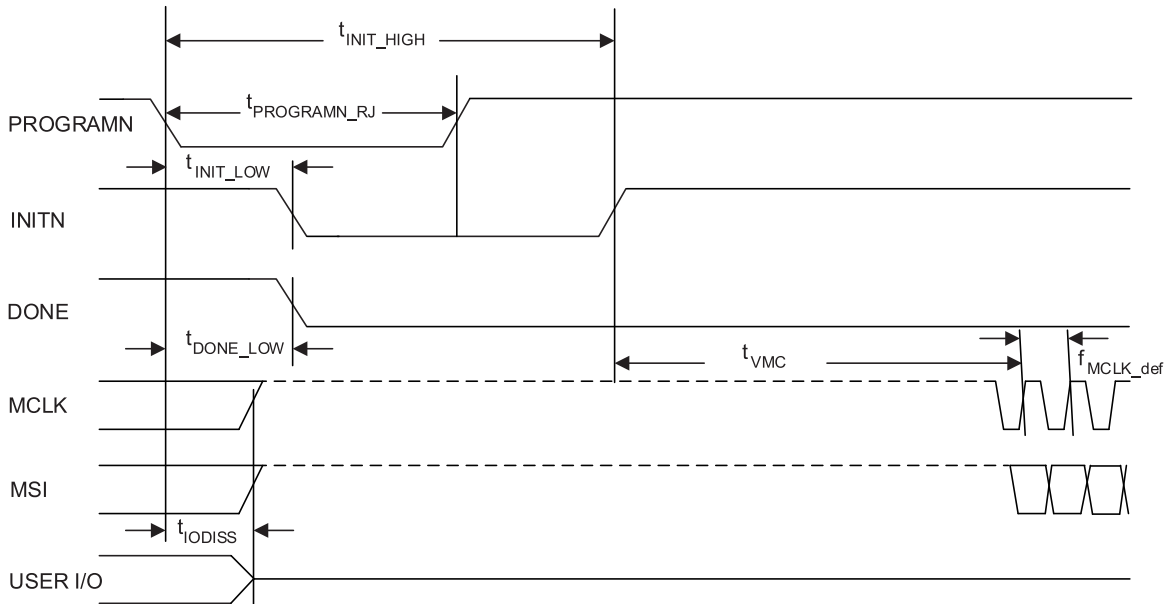 tINIT_HIGH
PROGRAMN
tPROGRAMN_RJ
tINIT_LOW
INITN
DONE
tDONE_LOW
tVMC
fMCLK_def
MCLK
MSI
tIODISS
USER I/O